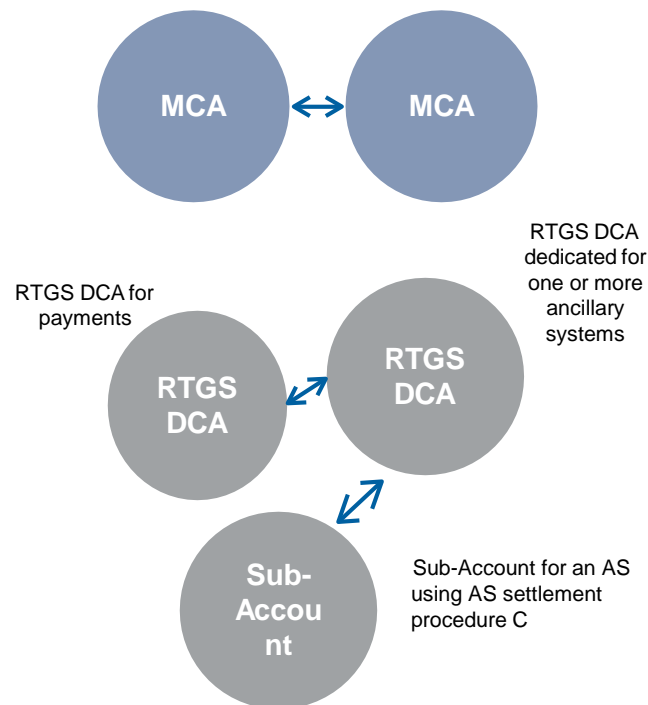 MCA
MCA
RTGS DCA
dedicated for
one or more
ancillary
systems
RTGS DCA for
payments
RTGS
DCA
RTGS
DCA
Sub-
Accou
nt
Sub-Account for an AS
using AS settlement
procedure C